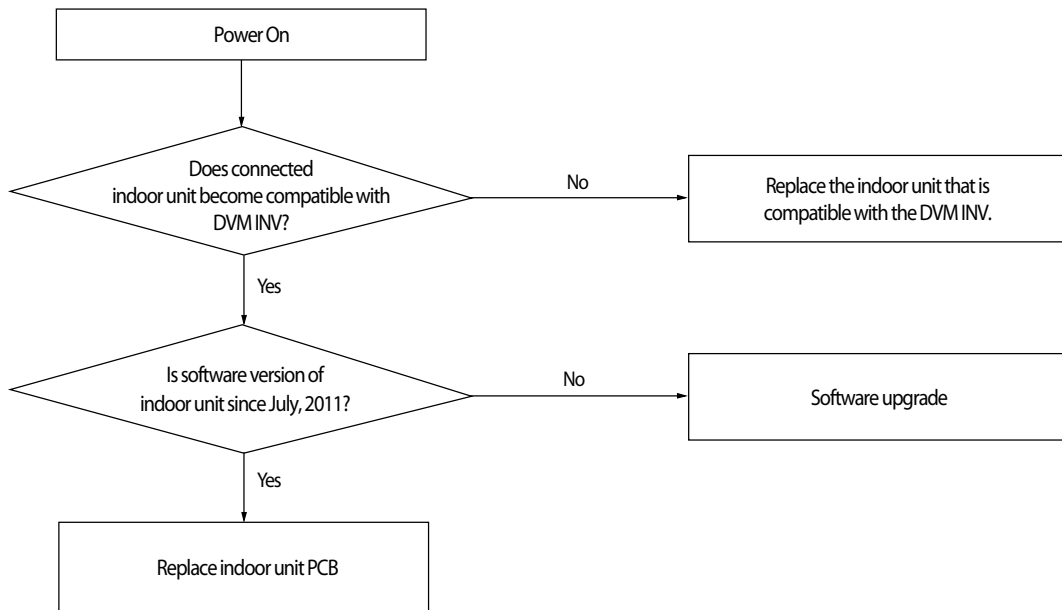 Power On
Does connected
indoor unit become compatible with
DVM INV?
No
Replace the indoor unit that is
compatible with the DVM INV.
Yes
Is software version of
indoor unit since July, 2011?
No
Software upgrade
Yes
Replace indoor unit PCB